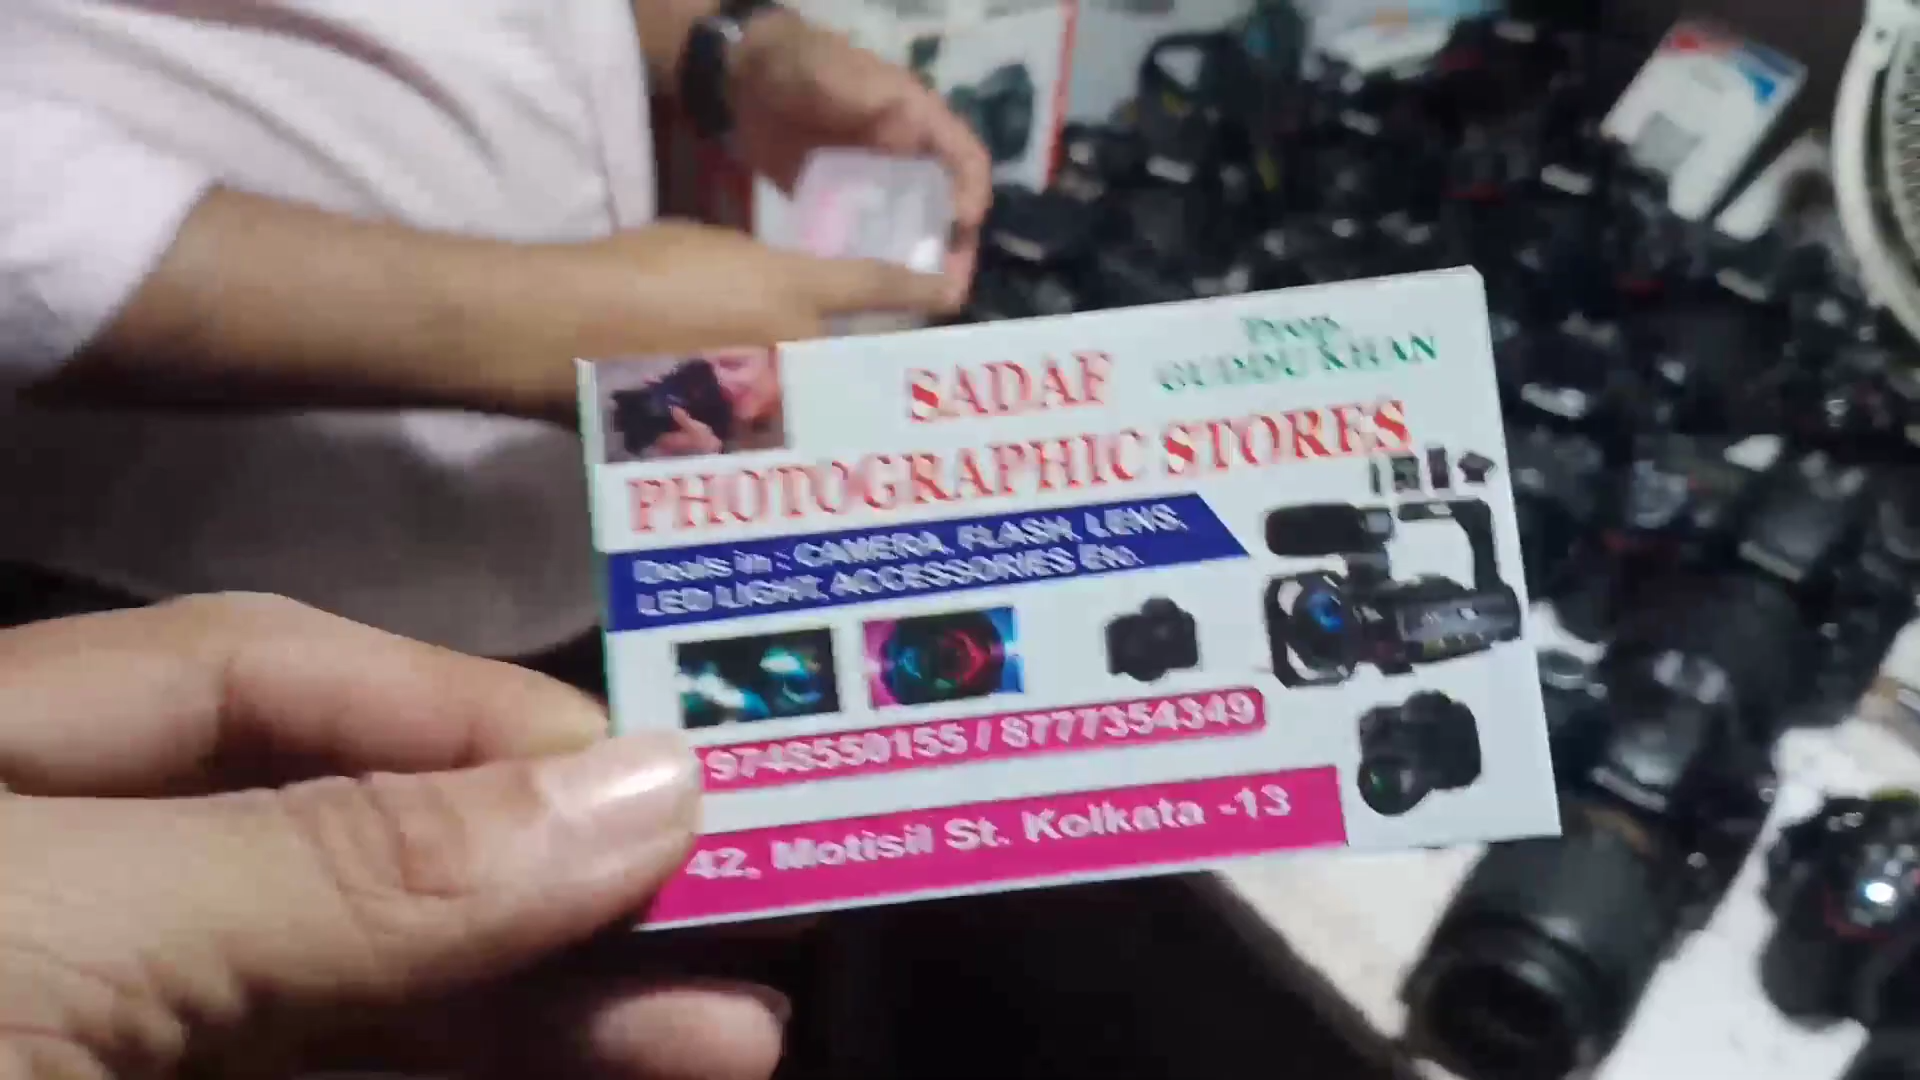 SADAF
Prop.
GUDDU KHAN
PHOTOGRAPHIC STORES
Deals in : CAMERA, FLASH, LENS,
LED LIGHT, ACCESSORIES Etc.
9748550155 / 8777354349
42, Motisil St. Kolkata -13